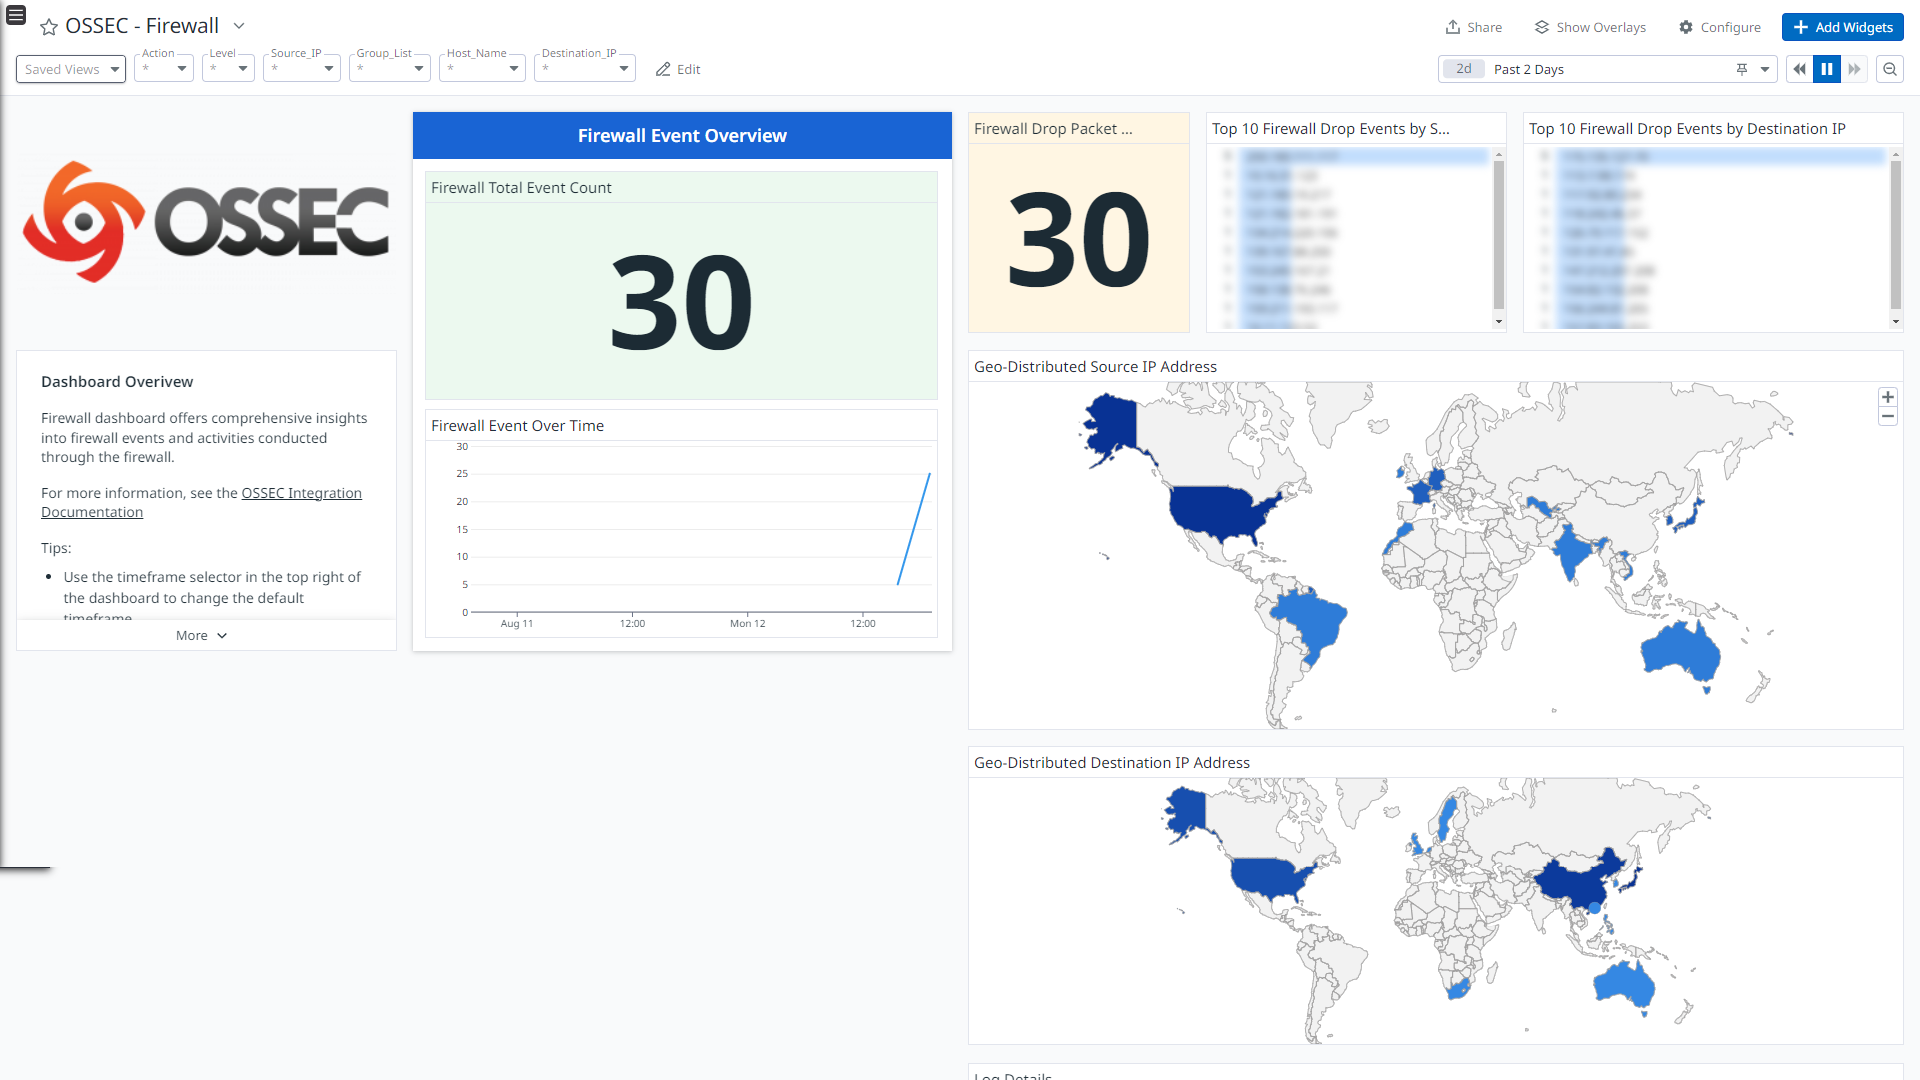 OSSEC - Firewall
Share
Show Overlays
Configure
Add Widgets
Saved Views
Action
*
Level
*
Source_IP
*
Group_List
*
Host_Name
*
Destination_IP
*
Edit
2d
Past 2 Days
OSSEC
Dashboard Overivew
Firewall dashboard offers comprehensive insights
into firewall events and activities conducted
through the firewall.
For more information, see the OSSEC Integration
Documentation
Tips:
• Use the timeframe selector in the top right of
the dashboard to change the default
timeframe
More
Firewall Event Overview
Firewall Total Event Count
30
Firewall Event Over Time
30
25
20
15
10
5
0
Aug 11
12:00
Mon 12
12:00
Firewall Drop Packet ...
30
Top 10 Firewall Drop Events by S...
Top 10 Firewall Drop Events by Destination IP
Geo-Distributed Source IP Address
+
−
Geo-Distributed Destination IP Address
Log Details